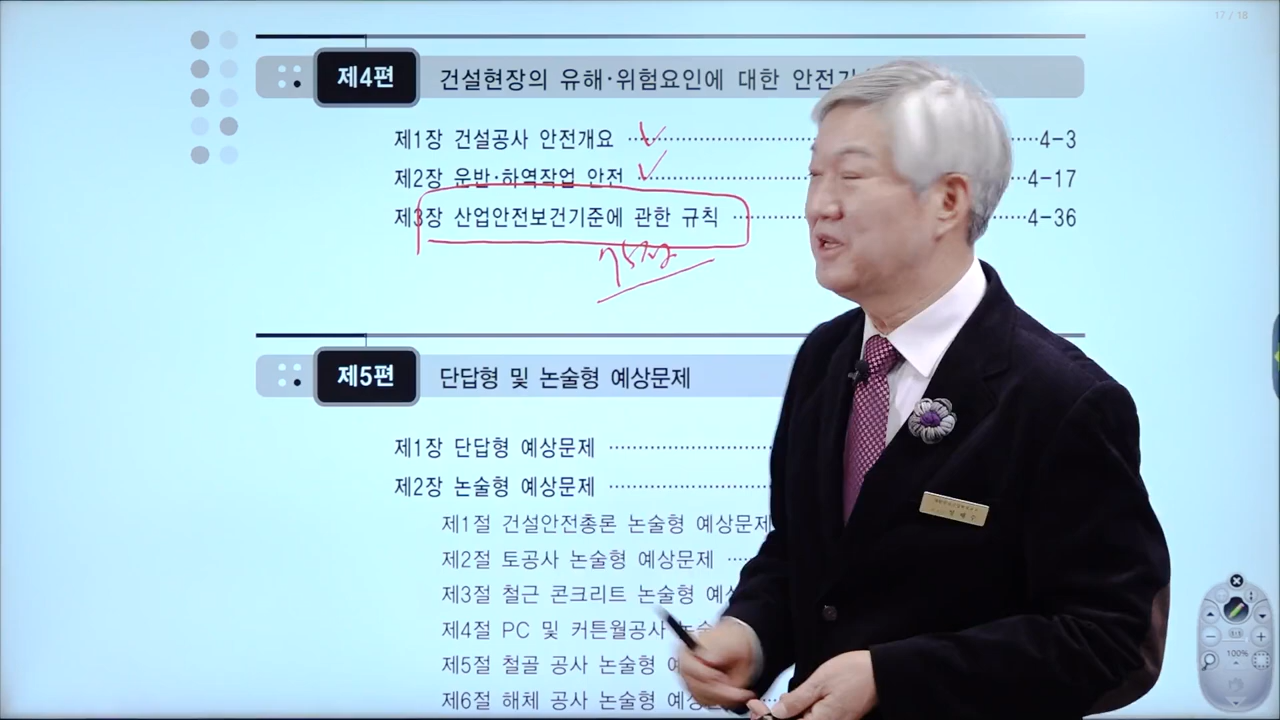 17 / 18
제4편 건설현장의 유해·위험요인에 대한 안전
제1장 건설공사 안전개요 4-3
제2장 운반·하역작업 안전 4-17
제3장 산업안전보건기준에 관한 규칙 4-36
제5편 단답형 및 논술형 예상문제
제1장 단답형 예상문제
제2장 논술형 예상문제
제1절 건설안전총론 논술형 예상문제
제2절 토공사 논술형 예상문제
제3절 철근 콘크리트 논술형
제4절 PC 및 커튼월공사
제5절 철골 공사 논술형
제6절 해체 공사 논술형
100%